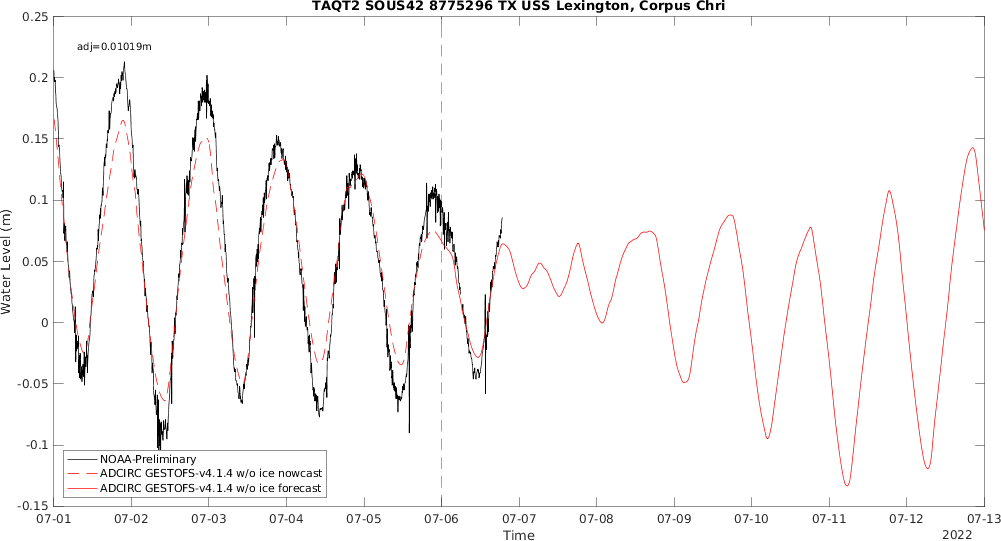 TAQT2 SOUS42 8775296 TX USS Lexington, Corpus Chri
0.25
adj=0.01019m
0.2
0.15
0.1
0.05
0
-0.05
-0.1
-0.15
Water Level (m)
NOAA-Preliminary
ADCIRC GESTOFS-v4.1.4 w/o ice nowcast
ADCIRC GESTOFS-v4.1.4 w/o ice forecast
07-01 07-02 07-03 07-04 07-05 07-06 07-07 07-08 07-09 07-10 07-11 07-12 07-13
Time
2022